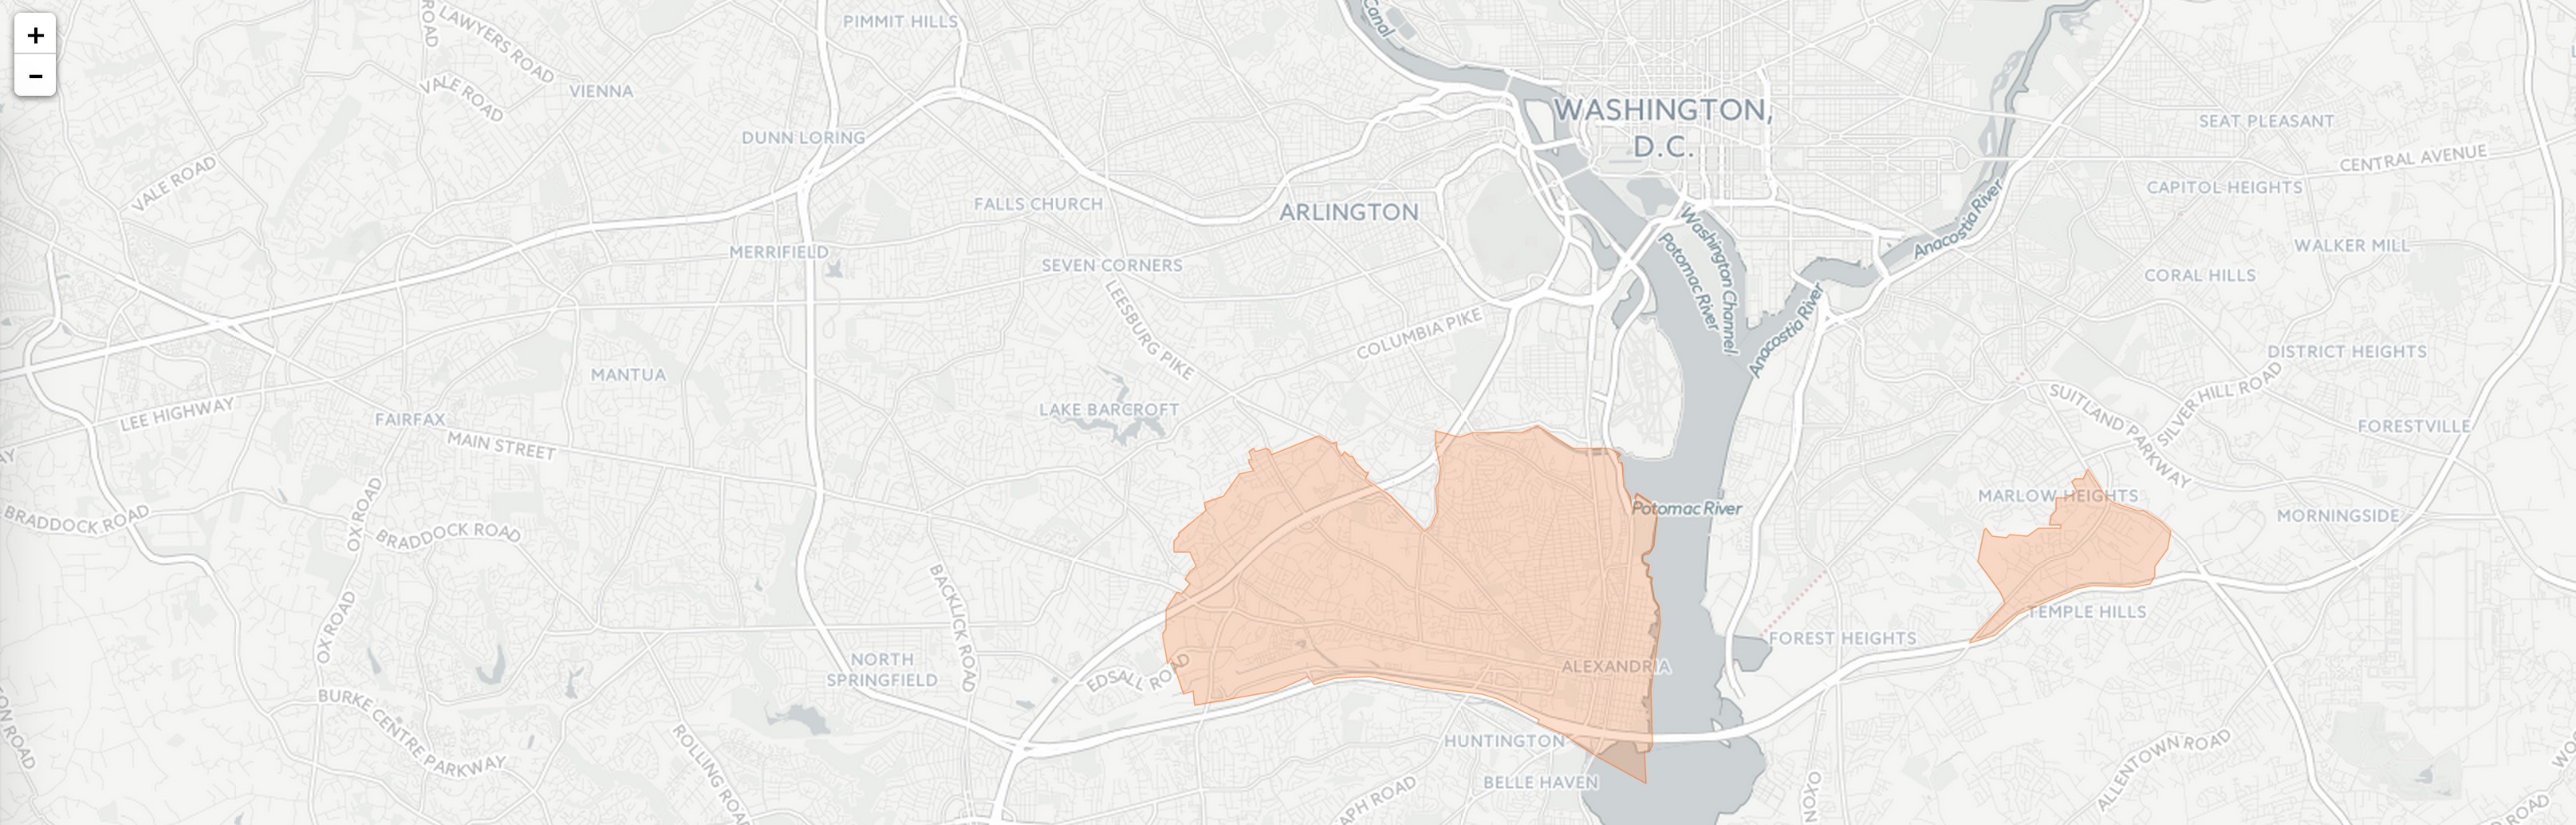 +
-
LAWYERS ROAD
PIMMIT HILLS
Canal
VALE ROAD
VIENNA
WASHINGTON,
D.C.
SEAT PLEASANT
DUNN LORING
CENTRAL AVENUE
VALE ROAD
CAPITOL HEIGHTS
FALLS CHURCH
ARLINGTON
Washington Channel
Potomac River
Anacostia River
MERRIFIELD
WALKER MILL
SEVEN CORNERS
CORAL HILLS
LEESBURG PIKE
COLUMBIA PIKE
Anacostia River
DISTRICT HEIGHTS
MANTUA
LEE HIGHWAY
FAIRFAX
LAKE BARCROFT
SUITLAND PARKWAY
SILVER HILL ROAD
FORESTVILLE
MAIN STREET
MARLOW HEIGHTS
Potomac River
BRADDOCK ROAD
OX ROAD
BRADDOCK ROAD
MORNINGSIDE
BACKLICK ROAD
OX ROAD
TEMPLE HILLS
FOREST HEIGHTS
NORTH
SPRINGFIELD
EDSALL ROAD
ALEXANDRIA
BURKE CENTRE PARKWAY
ROLLING ROAD
HUNTINGTON
BELLE HAVEN
ALLENTOWN ROAD
APH ROAD
OXON
ON ROAD
ROAD